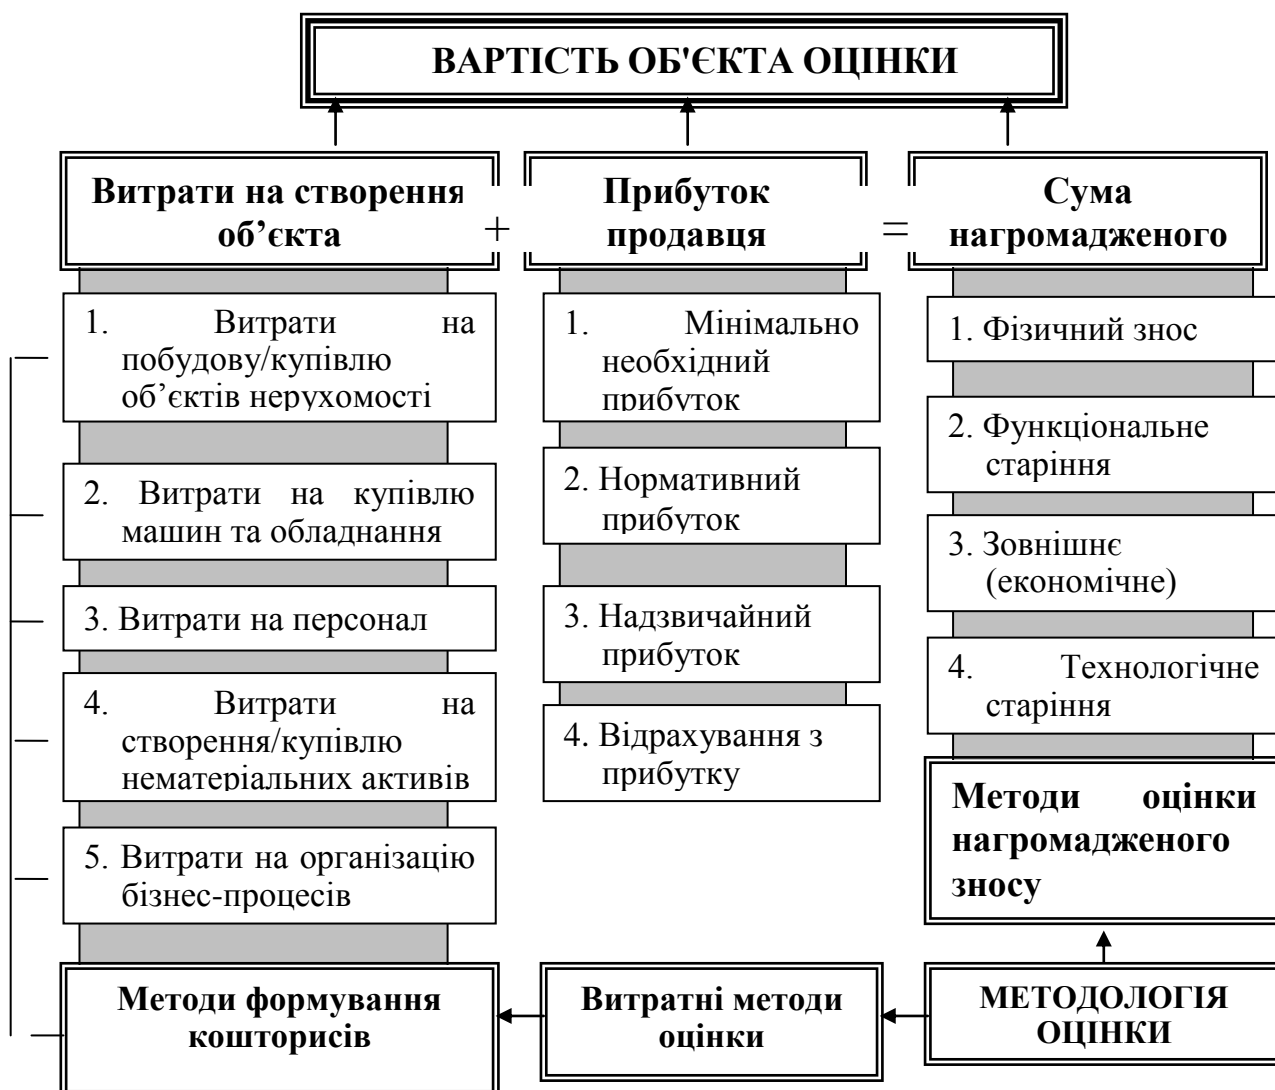 ВАРТІСТЬ ОБ'ЄКТА ОЦІНКИ
Витрати на створення
об’єкта
+
Прибуток
продавця
=
Сума
нагромадженого
1. Витрати на
побудову/купівлю
об’єктів нерухомості
2. Витрати на купівлю
машин та обладнання
3. Витрати на персонал
4. Витрати на
створення/купівлю
нематеріальних активів
5. Витрати на організацію
бізнес-процесів
Методи формування
кошторисів
1. Мінімально
необхідний
прибуток
2. Нормативний
прибуток
3. Надзвичайний
прибуток
4. Відрахування з
прибутку
Витратні методи
оцінки
1. Фізичний знос
2. Функціональне
старіння
3. Зовнішнє
(економічне)
4. Технологічне
старіння
Методи оцінки
нагромадженого
зносу
МЕТОДОЛОГІЯ
ОЦІНКИ